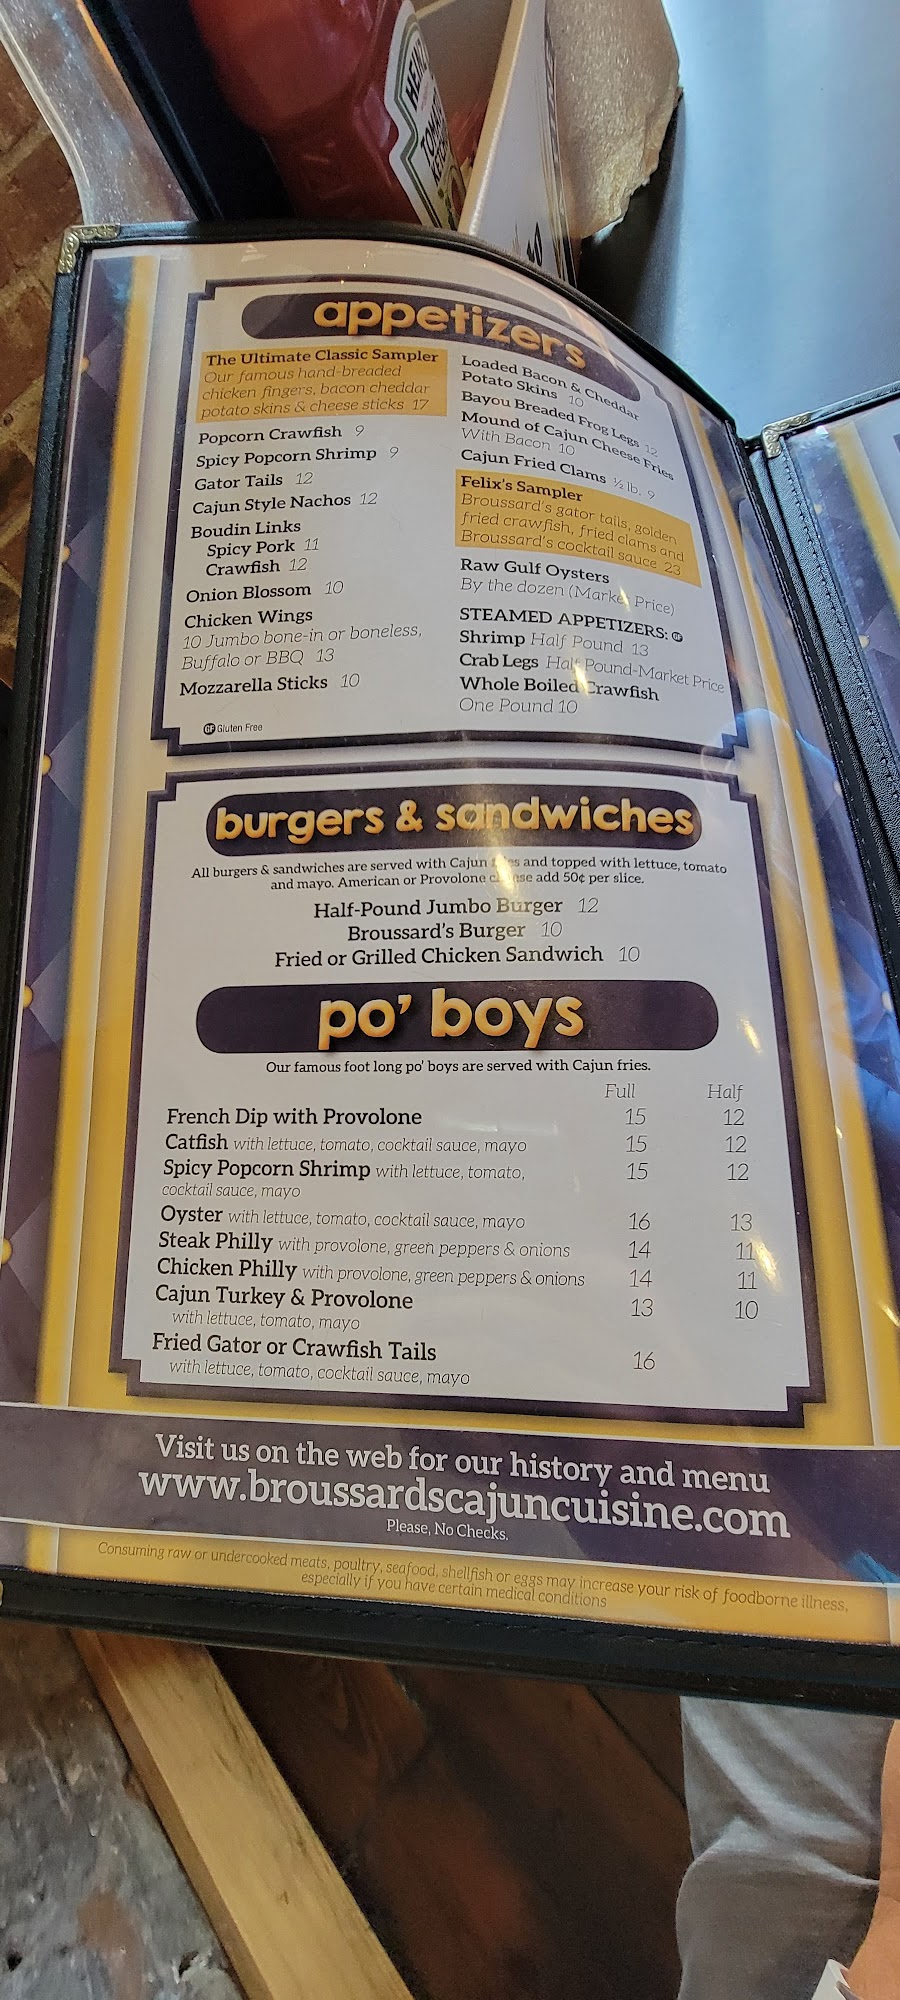 HEINZ
TOMATO
KETCHUP
appetizers
The Ultimate Classic Sampler
Our famous hand-breaded
chicken fingers, bacon cheddar
potato skins & cheese sticks 17
Popcorn Crawfish 9
Spicy Popcorn Shrimp 9
Gator Tails 12
Cajun Style Nachos 12
Boudin Links
Spicy Pork 11
Crawfish 12
Onion Blossom 10
Chicken Wings
10 Jumbo bone-in or boneless,
Buffalo or BBQ 13
Mozzarella Sticks 10
GF Gluten Free
Loaded Bacon & Cheddar
Potato Skins 10
Bayou Breaded Frog Legs 12
Mound of Cajun Cheese Fries
With Bacon 10
Cajun Fried Clams ½ lb. 9
Felix's Sampler
Broussard's gator tails, golden
fried crawfish, fried clams and
Broussard's cocktail sauce 23
Raw Gulf Oysters
By the dozen (Market Price)
STEAMED APPETIZERS: GF
Shrimp Half Pound 13
Crab Legs Half Pound-Market Price
Whole Boiled Crawfish
One Pound 10
burgers & sandwiches
All burgers & sandwiches are served with Cajun fries and topped with lettuce, tomato
and mayo. American or Provolone cheese add 50¢ per slice.
Half-Pound Jumbo Burger 12
Broussard's Burger 10
Fried or Grilled Chicken Sandwich 10
po' boys
Our famous foot long po' boys are served with Cajun fries.
Full Half
French Dip with Provolone 15 12
Catfish with lettuce, tomato, cocktail sauce, mayo 15 12
Spicy Popcorn Shrimp with lettuce, tomato, 15 12
cocktail sauce, mayo
Oyster with lettuce, tomato, cocktail sauce, mayo 16 13
Steak Philly with provolone, green peppers & onions 14 11
Chicken Philly with provolone, green peppers & onions 14 11
Cajun Turkey & Provolone 13 10
with lettuce, tomato, mayo
Fried Gator or Crawfish Tails 16
with lettuce, tomato, cocktail sauce, mayo
Visit us on the web for our history and menu
www.broussardscajuncuisine.com
Please, No Checks.
Consuming raw or undercooked meats, poultry, seafood, shellfish or eggs may increase your risk of foodborne illness,
especially if you have certain medical conditions